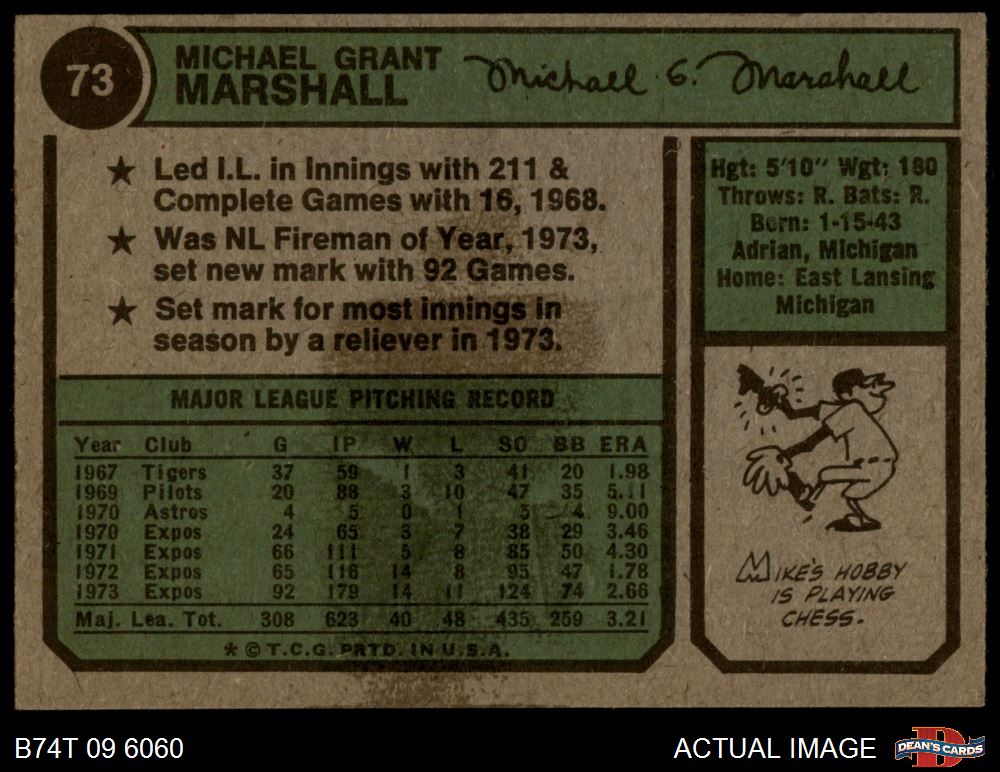 73
MICHAEL GRANT
MARSHALL
Michael G. Marshall
★ Led I.L. in Innings with 211 &
Complete Games with 16, 1968.
★ Was NL Fireman of Year, 1973,
set new mark with 92 Games.
★ Set mark for most innings in
season by a reliever in 1973.
Hgt: 5'10" Wgt: 180
Throws: R. Bats: R.
Born: 1-15-43
Adrian, Michigan
Home: East Lansing
Michigan
MAJOR LEAGUE PITCHING RECORD
Year Club G IP W L SO BB ERA
1967 Tigers 37 59 1 3 41 20 1.98
1969 Pilots 20 88 3 10 47 35 5.11
1970 Astros 4 5 0 1 5 4 9.00
1970 Expos 24 65 3 7 38 29 3.46
1971 Expos 66 111 5 8 85 50 4.30
1972 Expos 65 116 14 8 95 47 1.78
1973 Expos 92 179 14 11 124 74 2.66
Maj. Lea. Tot. 308 623 40 48 435 259 3.21
★ © T.C.G. PRTD. IN U.S.A.
MIKE'S HOBBY
IS PLAYING
CHESS.
B74T 09 6060
ACTUAL IMAGE
D
DEAN'S CARDS